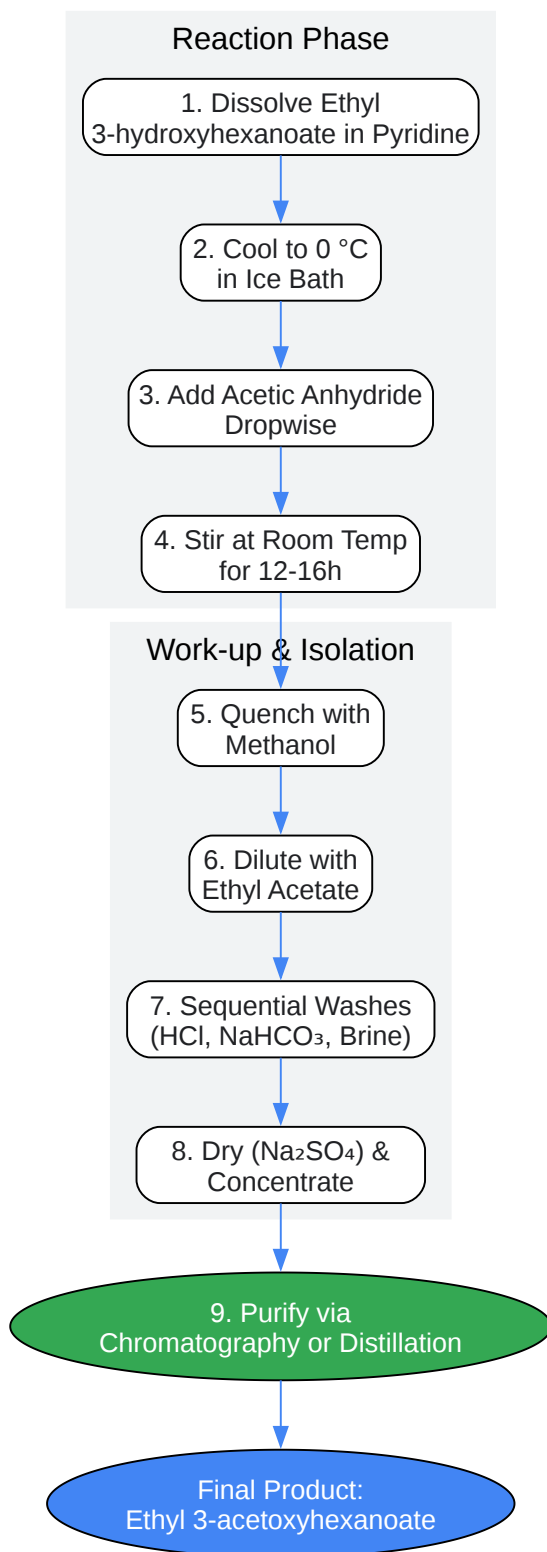 Reaction Phase
1. Dissolve Ethyl
3-hydroxyhexanoate in Pyridine
2. Cool to 0 °C
in Ice Bath
3. Add Acetic Anhydride
Dropwise
4. Stir at Room Temp
for 12-16h
Work-up & Isolation
5. Quench with
Methanol
6. Dilute with
Ethyl Acetate
7. Sequential Washes
(HCl, NaHCO₃, Brine)
8. Dry (Na₂SO₄) &
Concentrate
9. Purify via
Chromatography or Distillation
Final Product:
Ethyl 3-acetoxyhexanoate